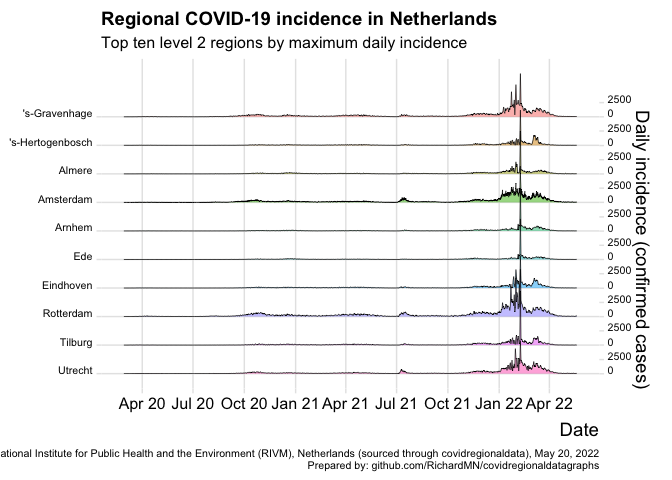 Regional COVID-19 incidence in Netherlands
Top ten level 2 regions by maximum daily incidence
's-Gravenhage
2500
0
's-Hertogenbosch
2500
0
Almere
2500
0
Amsterdam
2500
0
Arnhem
2500
0
Ede
2500
0
Eindhoven
2500
0
Rotterdam
2500
0
Tilburg
2500
0
Utrecht
2500
0
Daily incidence (confirmed cases)
Apr 20 Jul 20 Oct 20 Jan 21 Apr 21 Jul 21 Oct 21 Jan 22 Apr 22
Date
ational Institute for Public Health and the Environment (RIVM), Netherlands (sourced through covidregionaldata), May 20, 2022
Prepared by: github.com/RichardMN/covidregionaldatagraphs